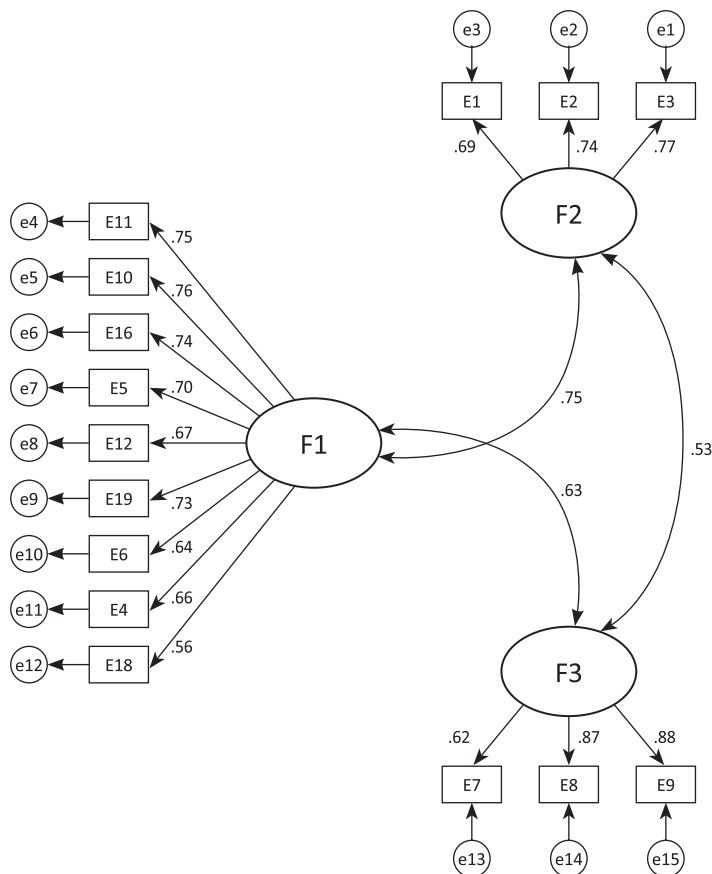 e3 e2 e1
E1 E2 E3
.69 .74 .77
F2
e4 E11 .75
e5 E10 .76
e6 E16 .74
e7 E5 .70
.75
e8 E12 .67
F1
.53
e9 E19 .73
.63
e10 E6 .64
e11 E4 .66
e12 E18 .56
F3
.62 .87 .88
E7 E8 E9
e13 e14 e15